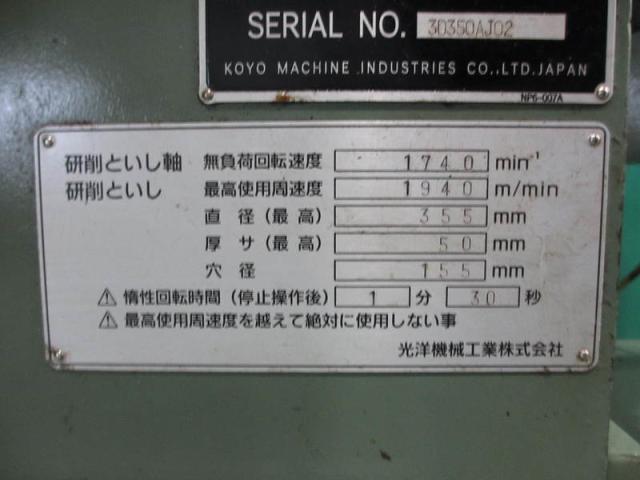 SERIAL NO. 3D350AJ02
KOYO MACHINE INDUSTRIES CO.,LTD.JAPAN
NP6-007A
研削といし軸 無負荷回転速度 1740 min⁻¹
研削といし 最高使用周速度 1940 m/min
直径(最高) 355 mm
厚サ(最高) 50 mm
穴径 155 mm
⚠ 惰性回転時間(停止操作後) 1 分 30 秒
⚠ 最高使用周速度を越えて絶対に使用しない事
光洋機械工業株式会社